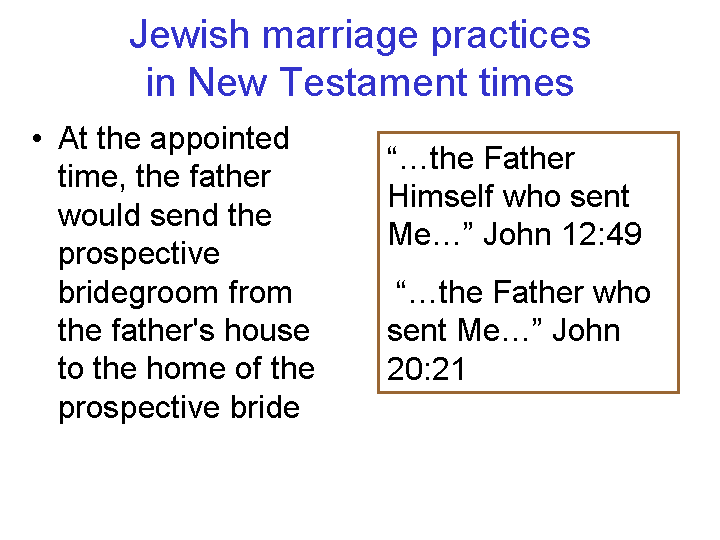 Jewish marriage practices
in New Testament times
• At the appointed
time, the father
would send the
prospective
bridegroom from
the father's house
to the home of the
prospective bride
“…the Father
Himself who sent
Me…” John 12:49
“…the Father who
sent Me…” John
20:21